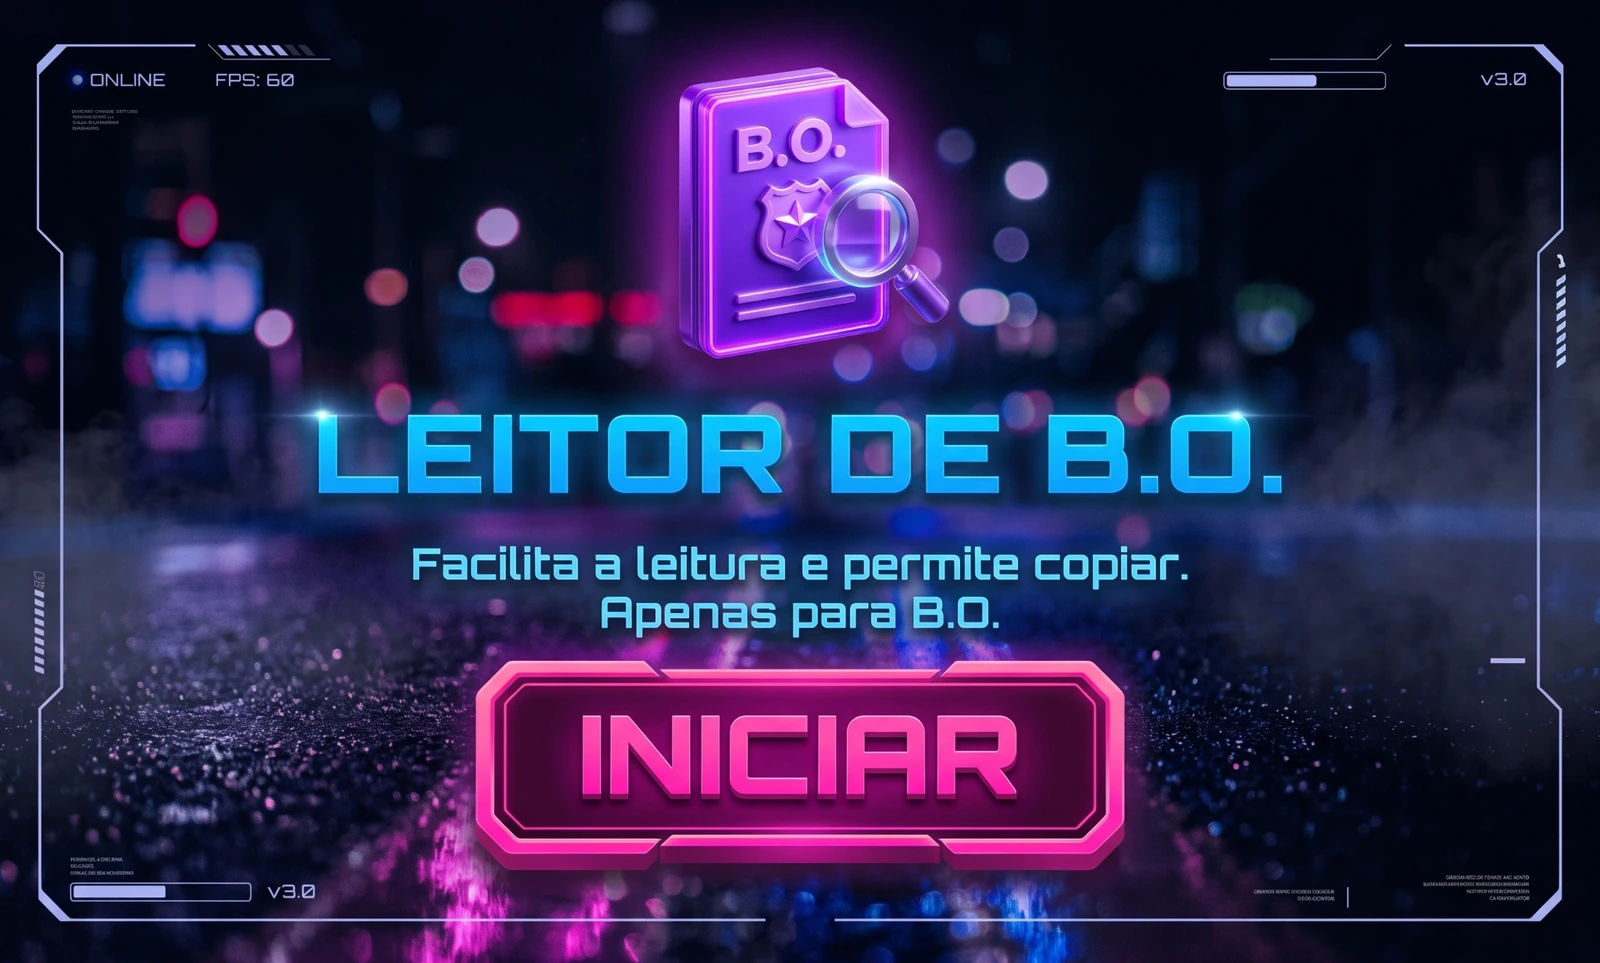 ONLINE
FPS: 60
v3.0
B.O.
LEITOR DE B.O.
Facilita a leitura e permite copiar.
Apenas para B.O.
INICIAR
v3.0